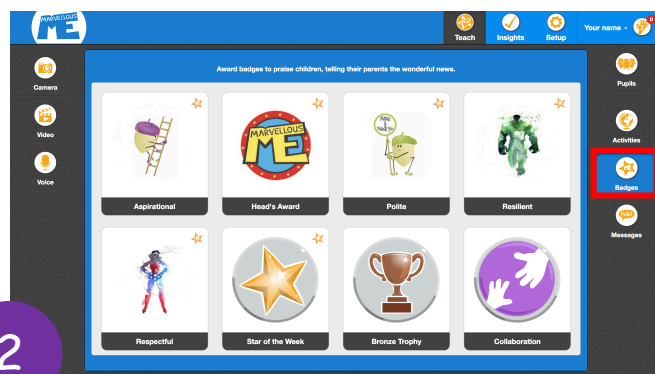 MARVELLOUS
ME
Teach
Insights
Setup
Your name
0
Camera
Video
Voice
Award badges to praise children, telling their parents the wonderful news.
Aspirational
MARVELLOUS
ME
Head's Award
Polite
Resilient
Respectful
Star of the Week
Bronze Trophy
Collaboration
Pupils
Activities
Badges
Messages
2